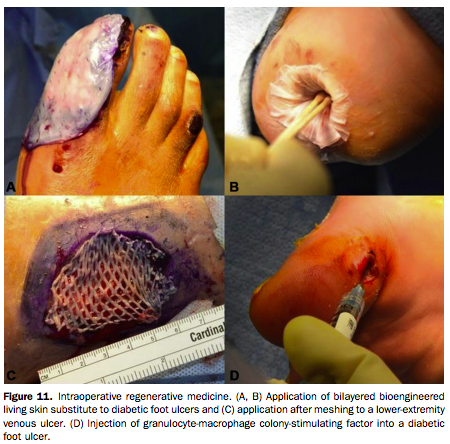 A
B
Cardina
C
D
Figure 11. Intraoperative regenerative medicine. (A, B) Application of bilayered bioengineered
living skin substitute to diabetic foot ulcers and (C) application after meshing to a lower-extremity
venous ulcer. (D) Injection of granulocyte-macrophage colony-stimulating factor into a diabetic
foot ulcer.